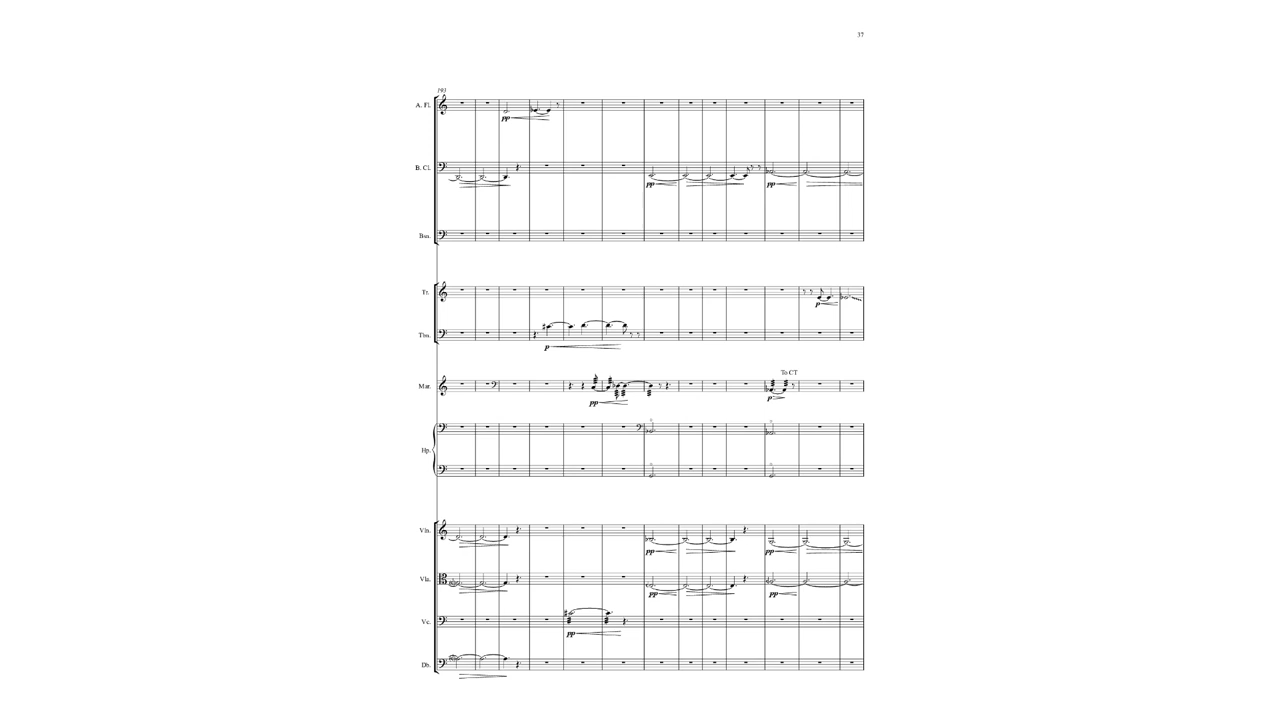 37
193
A. Fl.
pp
B. Cl.
pp pp
Bsn.
Tr.
p
Tbn.
p
To CT
Mar.
pp p
Hp.
Vln.
pp pp
Vla.
pp pp
Vc.
pp
Db.